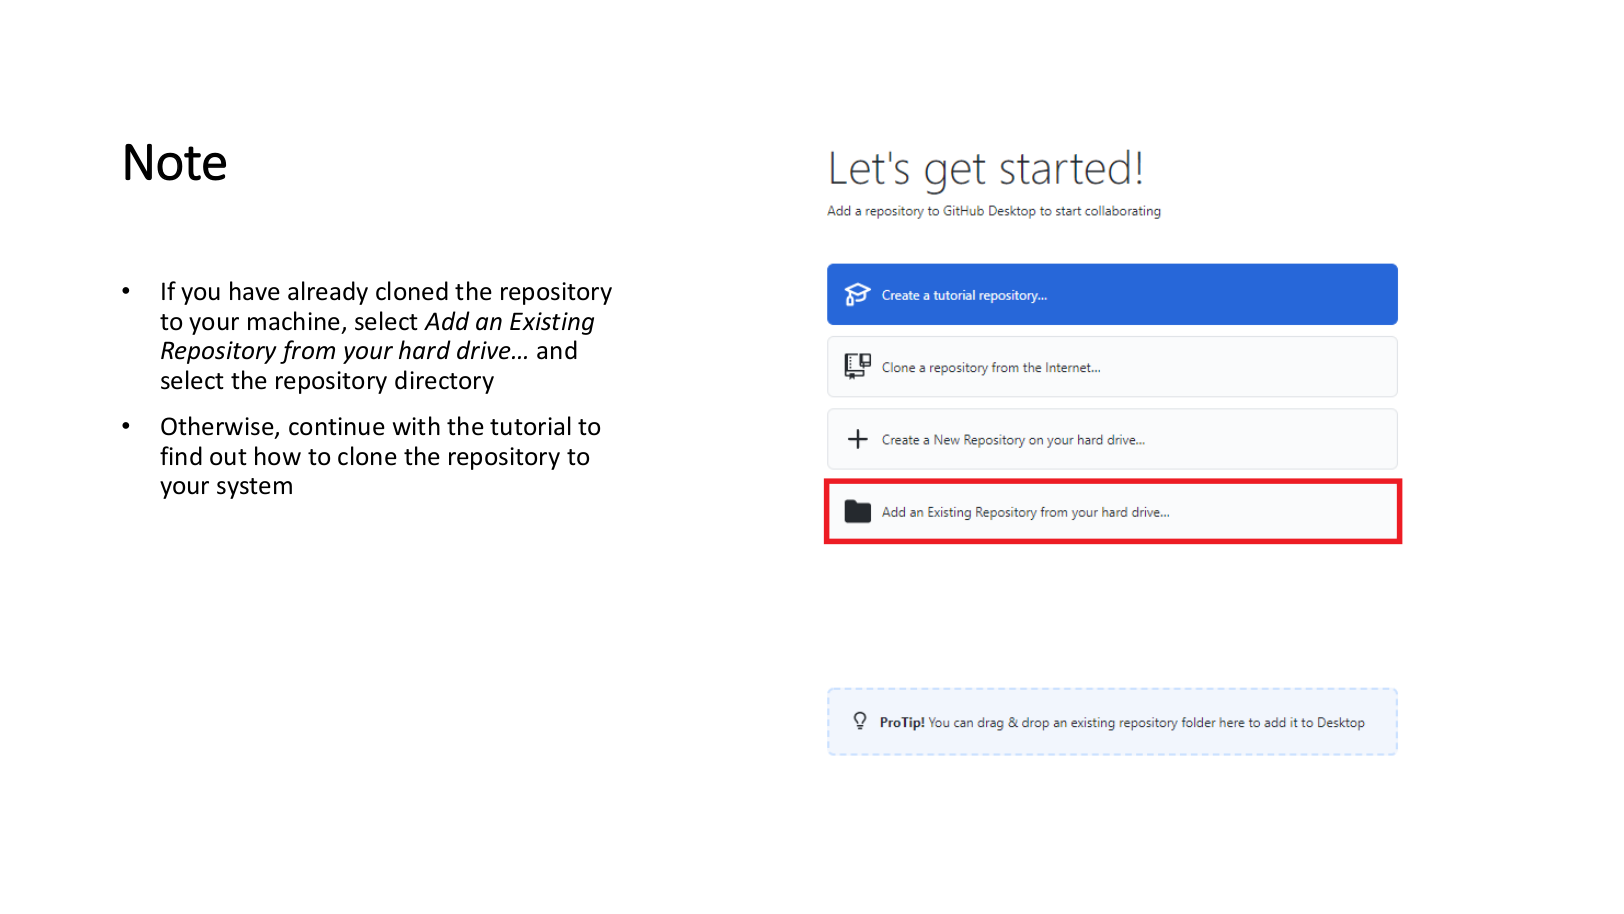 Note
• If you have already cloned the repository
to your machine, select Add an Existing
Repository from your hard drive... and
select the repository directory
• Otherwise, continue with the tutorial to
find out how to clone the repository to
your system
Let's get started!
Add a repository to GitHub Desktop to start collaborating
Create a tutorial repository...
Clone a repository from the Internet...
Create a New Repository on your hard drive...
Add an Existing Repository from your hard drive...
ProTip! You can drag & drop an existing repository folder here to add it to Desktop